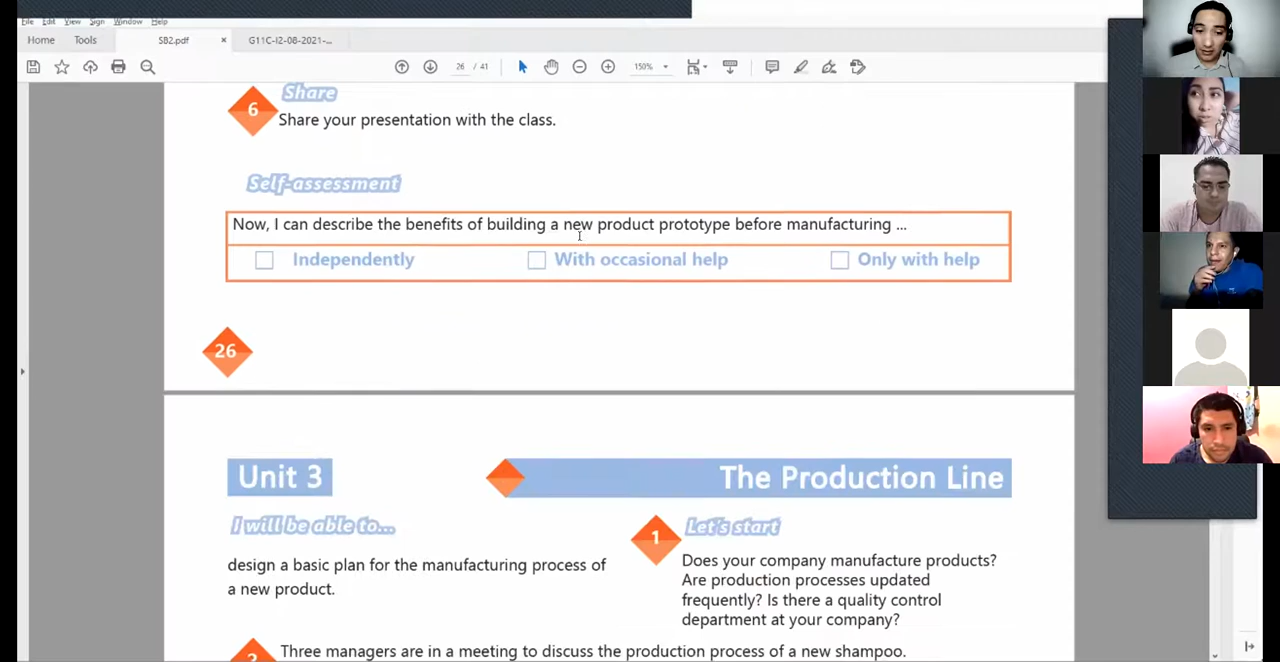 File Edit View Sign Window Help
Home Tools SB2.pdf × G11C-I2-08-2021-...
26 / 41 150%
6 Share
Share your presentation with the class.
Self-assessment
Now, I can describe the benefits of building a new product prototype before manufacturing ...
Independently With occasional help Only with help
26
Unit 3 The Production Line
I will be able to...
design a basic plan for the manufacturing process of
a new product.
1 Let's start
Does your company manufacture products?
Are production processes updated
frequently? Is there a quality control
department at your company?
2 Three managers are in a meeting to discuss the production process of a new shampoo.